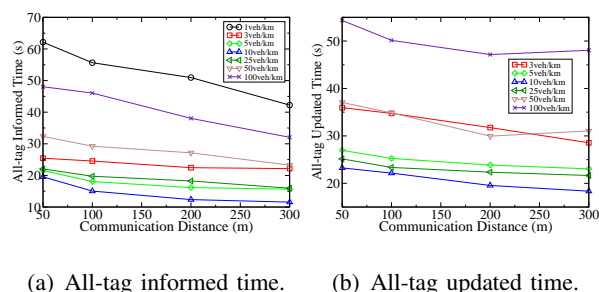 All-tag Informed Time (s)
70
60
50
40
30
20
10
1veh/km
3veh/km
5veh/km
10veh/km
25veh/km
50veh/km
100veh/km
50 100 200 300
Communication Distance (m)
All-tag Updated Time (s)
50
40
30
20
3veh/km
5veh/km
10veh/km
25veh/km
50veh/km
100veh/km
50 100 150 200 250 300
Communication Distance (m)
(a) All-tag informed time.
(b) All-tag updated time.